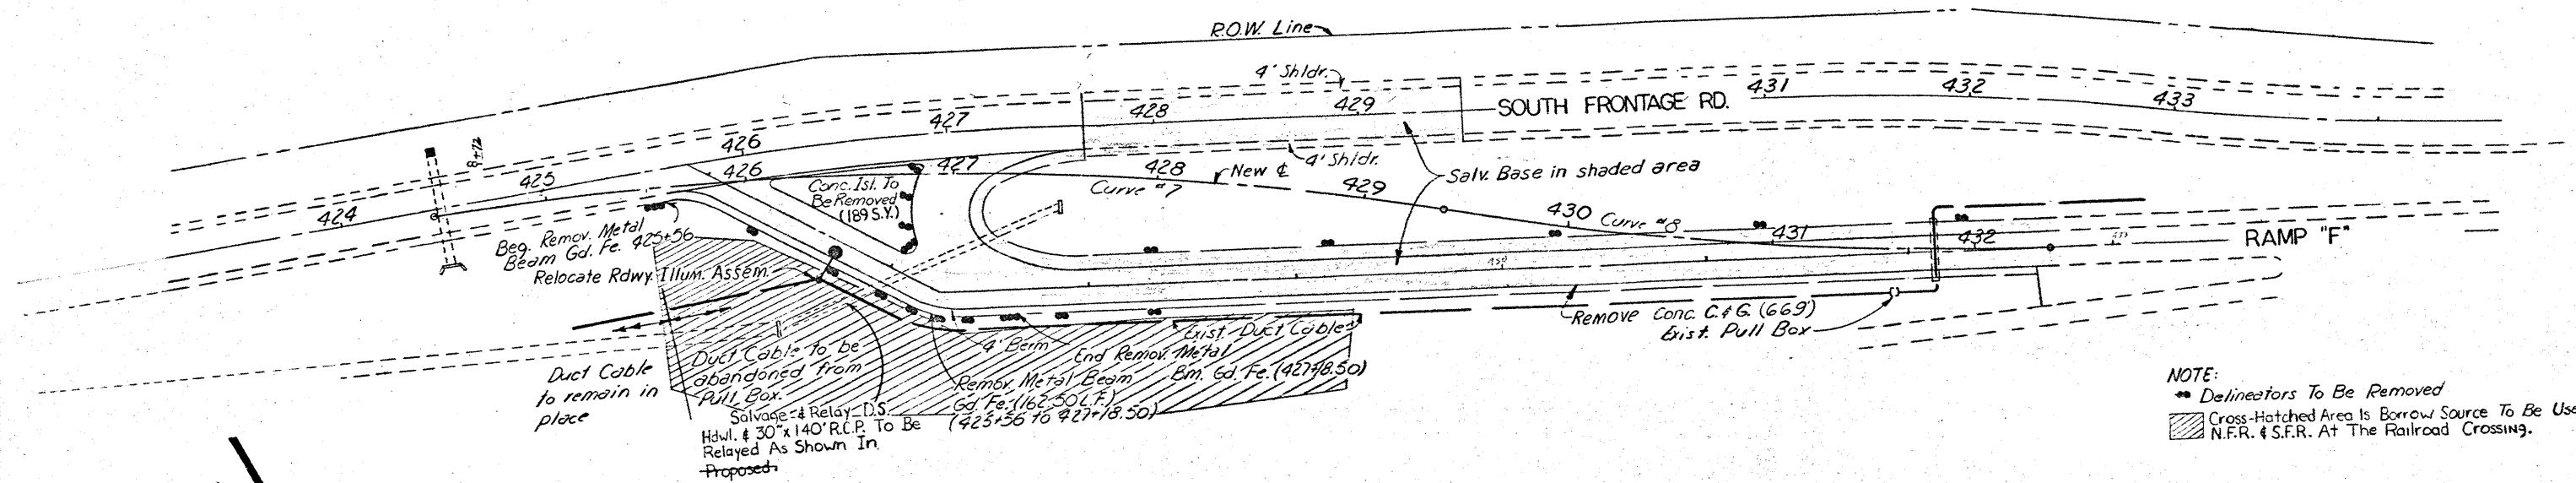 R.O.W. Line
4' Shldr.
424
425
426
427
428
429
SOUTH FRONTAGE RD.
431
432
433
8+72
426
427
428
429
430
431
432
Curve #7
New ℄
4' Shldr.
Salv. Base in shaded area
Curve #8
RAMP "F"
Conc. Isl. To
Be Removed
(189 S.Y.)
Beg. Remov. Metal
Beam Gd. Fe. 425+56
Relocate Rdwy. Illum. Assem.
Duct Cable
to remain in
place
Duct Cable to be
abandoned from
Pull Box.
Salvage & Relay D.S.
Hdwl. & 30"x140' R.C.P. To Be
Relayed As Shown In
Proposed.
4' Berm
Remov. Metal Beam
Gd. Fe. (162.50 L.F.)
(425+56 to 427+18.50)
Exist. Duct Cable
End Remov. Metal
Bm. Gd. Fe. (427+18.50)
Remove Conc. C.& G. (669')
Exist. Pull Box
NOTE:
Delineators To Be Removed
Cross-Hatched Area Is Borrow Source To Be Use
N.F.R. & S.F.R. At The Railroad Crossing.